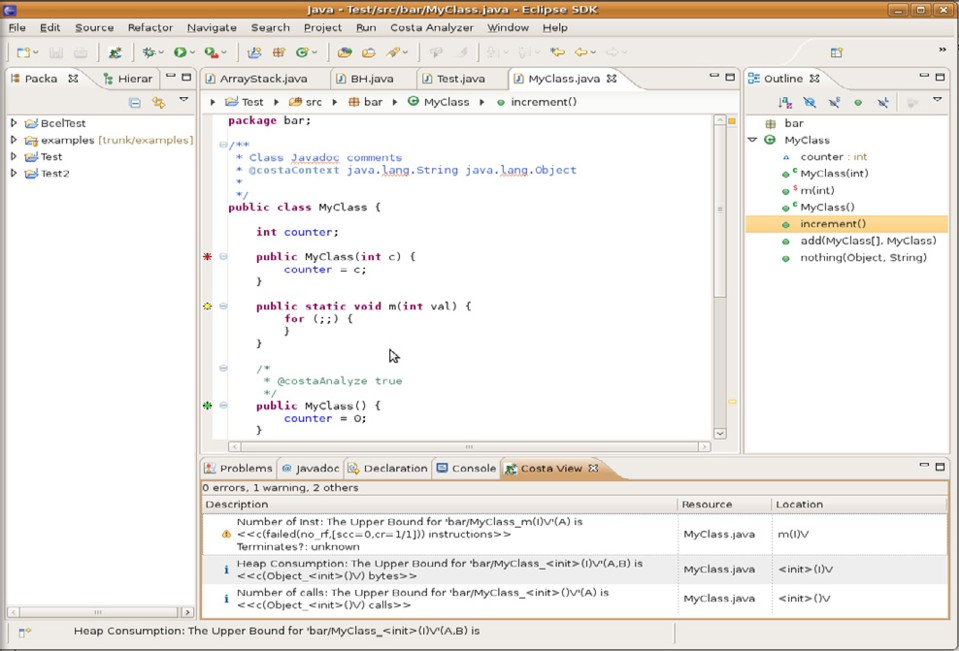 Java - Test/src/bar/MyClass.java - Eclipse SDK
File Edit Source Refactor Navigate Search Project Run Costa Analyzer Window Help
Packa Hierar
BcelTest
examples [trunk/examples]
Test
Test2
ArrayStack.java BH.java Test.java MyClass.java
Test src bar MyClass increment()
package bar;
/**
* Class Javadoc comments
* @costaContext java.lang.String java.lang.Object
*
*/
public class MyClass {
int counter;
public MyClass(int c) {
counter = c;
}
public static void m(int val) {
for (;;) {
}
}
/*
* @costaAnalyze true
*/
public MyClass() {
counter = 0;
}
Outline
bar
MyClass
counter : int
MyClass(int)
m(int)
MyClass()
increment()
add(MyClass[], MyClass)
nothing(Object, String)
Problems Javadoc Declaration Console Costa View
0 errors, 1 warning, 2 others
Description Resource Location
Number of Inst: The Upper Bound for 'bar/MyClass_m(I)V'(A) is
<<c(failed(no_rf,[scc=0,cr=1/1])) instructions>>
Terminates?: unknown
MyClass.java m(I)V
Heap Consumption: The Upper Bound for 'bar/MyClass_<init>(I)V'(A,B) is
<<c(Object_<init>()V) bytes>>
MyClass.java <init>(I)V
Number of calls: The Upper Bound for 'bar/MyClass_<init>()V'(A) is
<<c(Object_<init>()V) calls>>
MyClass.java <init>()V
Heap Consumption: The Upper Bound for 'bar/MyClass_<init>(I)V'(A,B) is